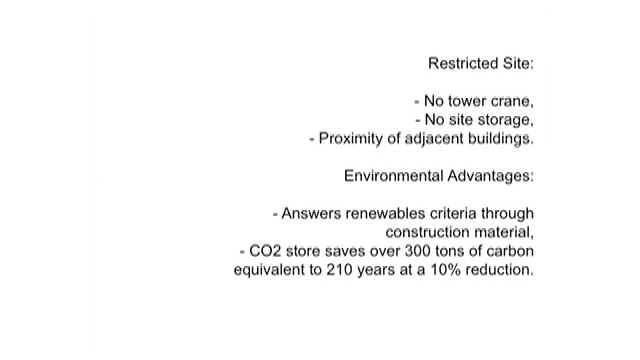 Restricted Site:
- No tower crane,
- No site storage,
- Proximity of adjacent buildings.
Environmental Advantages:
- Answers renewables criteria through
construction material,
- CO2 store saves over 300 tons of carbon
equivalent to 210 years at a 10% reduction.